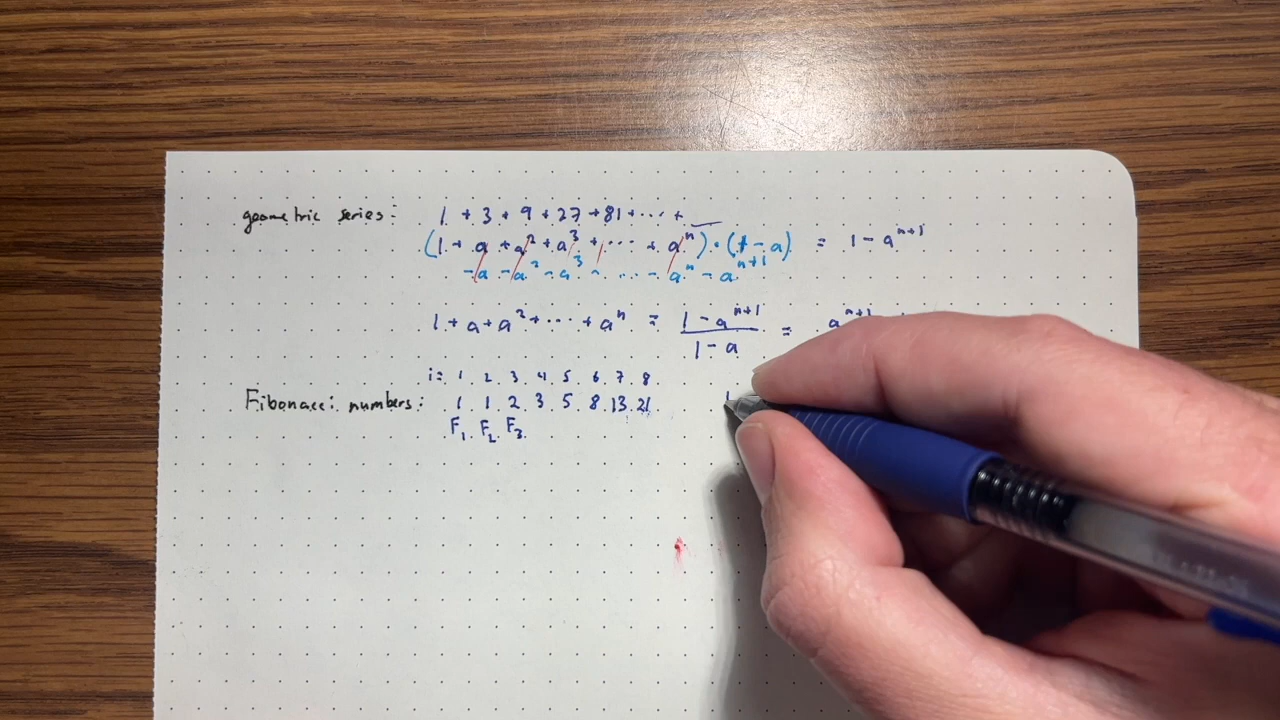 geometric series: 1 + 3 + 9 + 27 + 81 + ... +
(1 + a + a² + a³ + ... + aⁿ) · (1 - a) = 1 - aⁿ⁺¹
- a - a² - a³ - ... - aⁿ - aⁿ⁺¹
1 + a + a² + ... + aⁿ = (1 - aⁿ⁺¹)/(1 - a) = aⁿ⁺¹
i = 1 2 3 4 5 6 7 8
Fibonacci numbers: 1 1 2 3 5 8 13 21
F₁ F₂ F₃